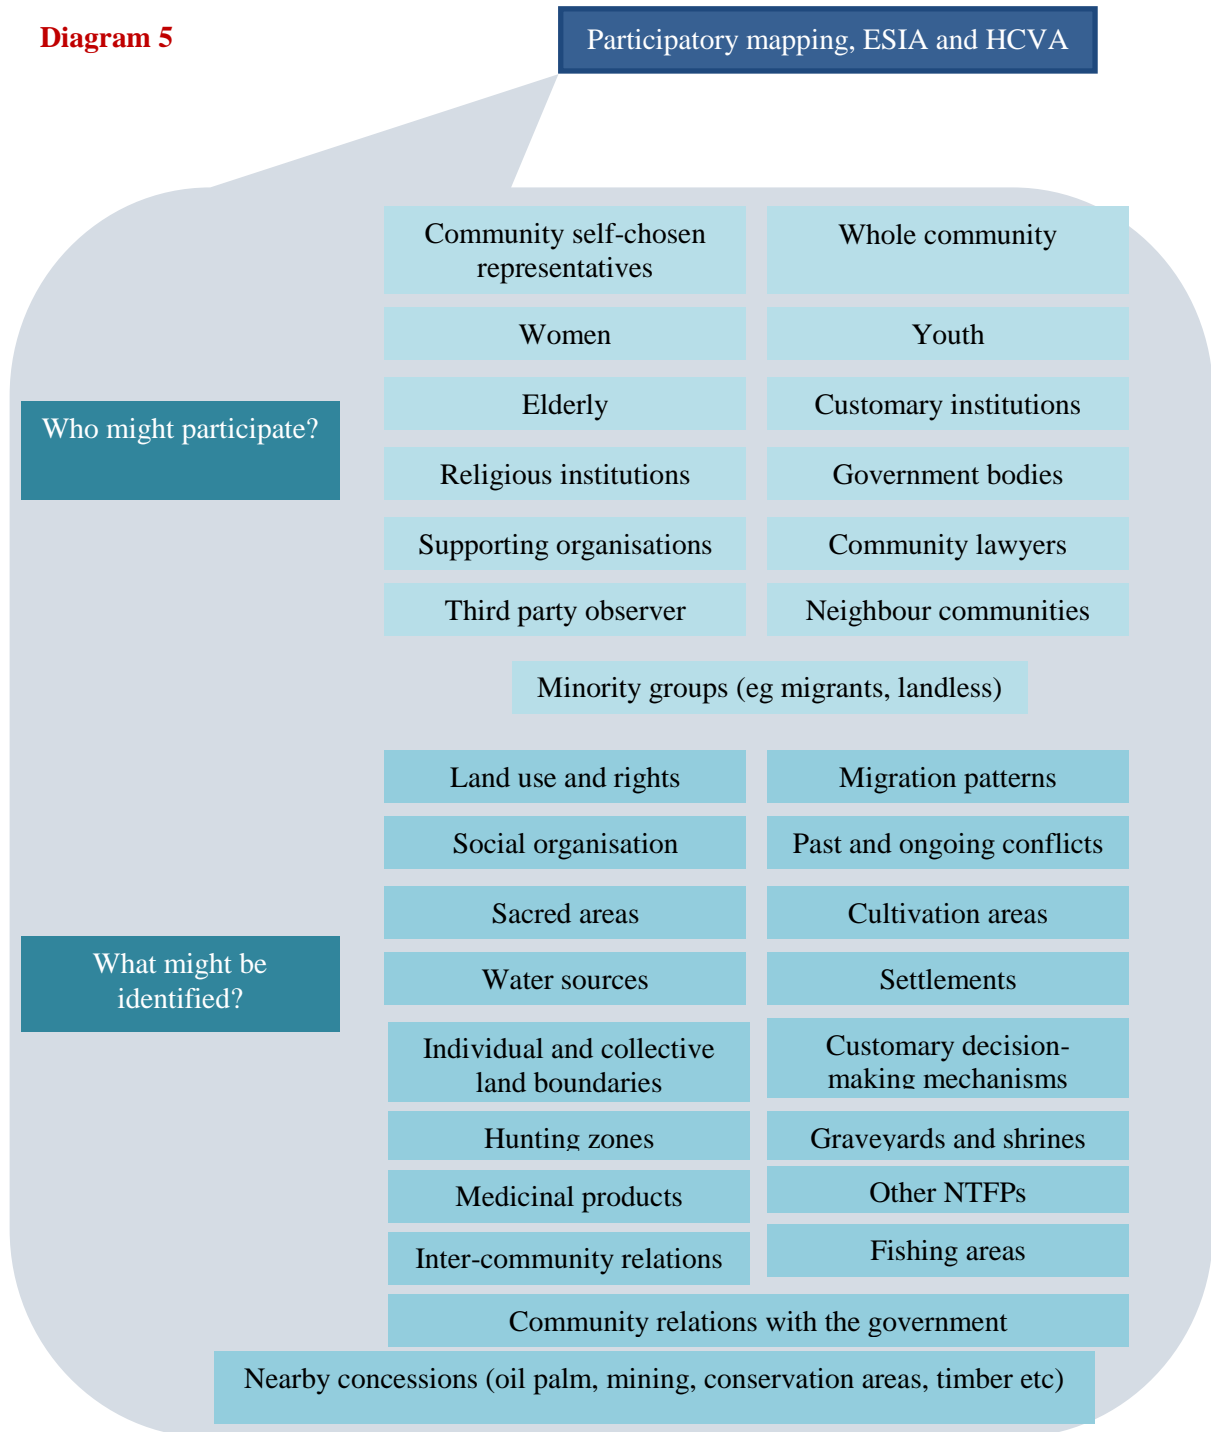 Diagram 5
Participatory mapping, ESIA and HCVA
Community self-chosen
representatives
Whole community
Women
Youth
Elderly
Customary institutions
Who might participate?
Religious institutions
Government bodies
Supporting organisations
Community lawyers
Third party observer
Neighbour communities
Minority groups (eg migrants, landless)
Land use and rights
Migration patterns
Social organisation
Past and ongoing conflicts
Sacred areas
Cultivation areas
What might be
identified?
Water sources
Settlements
Individual and collective
land boundaries
Customary decision-
making mechanisms
Hunting zones
Graveyards and shrines
Medicinal products
Other NTFPs
Inter-community relations
Fishing areas
Community relations with the government
Nearby concessions (oil palm, mining, conservation areas, timber etc)